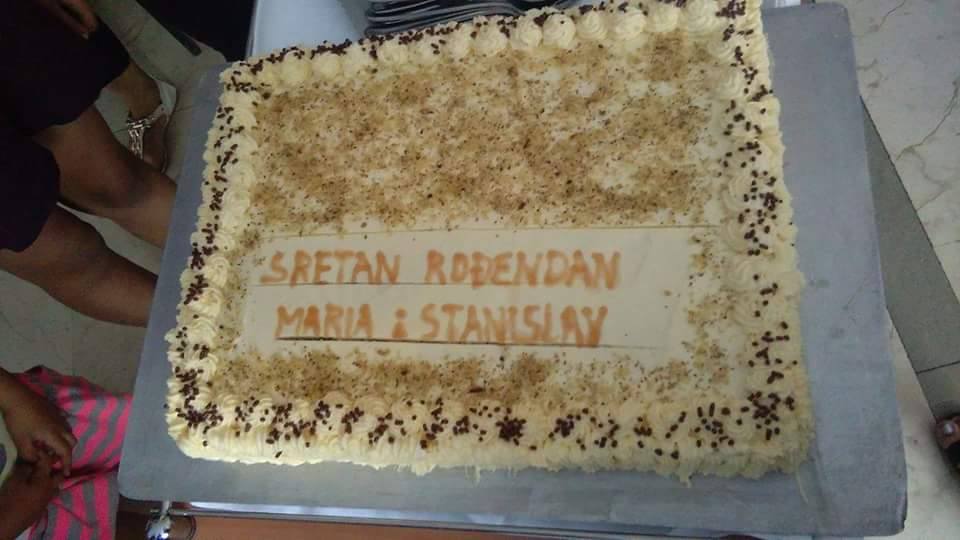 SRETAN ROĐENDAN
MARIA i STANISLAV